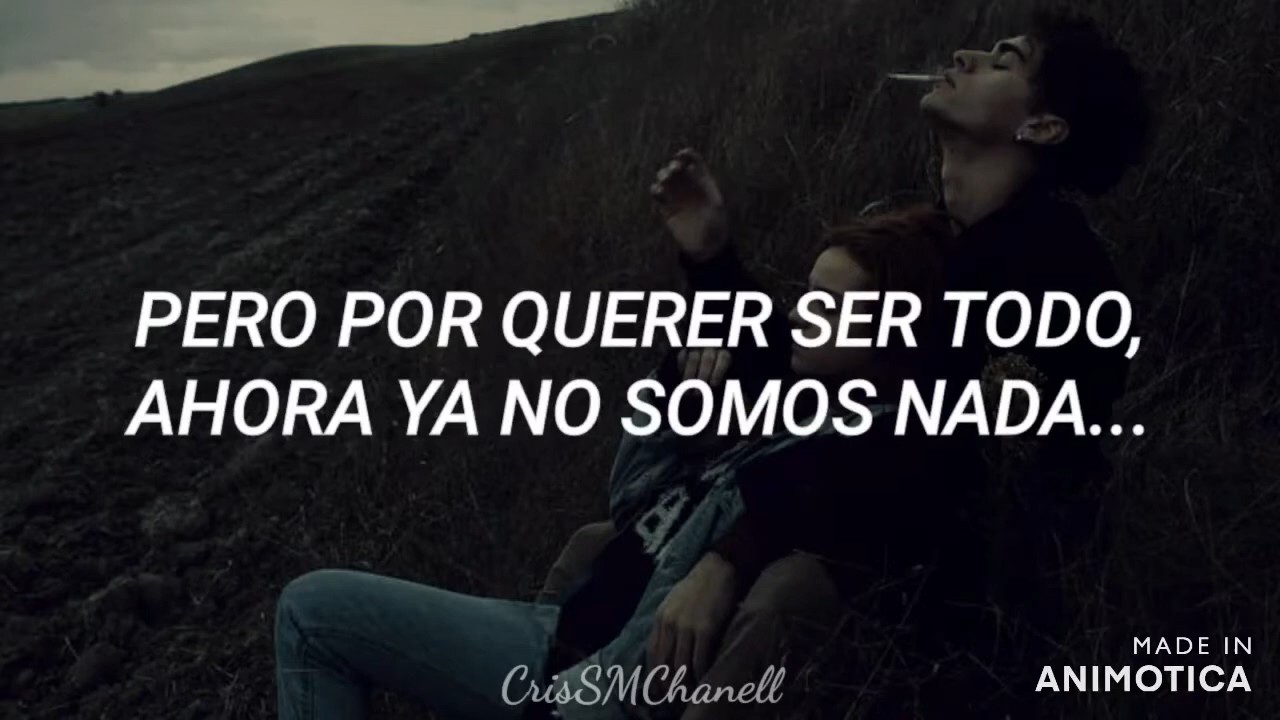 PERO POR QUERER SER TODO,
AHORA YA NO SOMOS NADA...
MADE IN
ANIMOTICA
CrisSMChanell